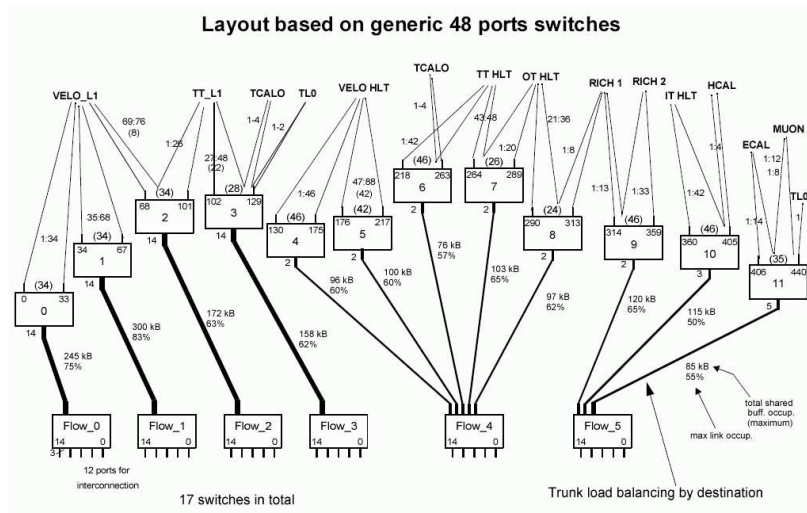 Layout based on generic 48 ports switches
VELO_L1
TT_L1
TCALO
TL0
VELO HLT
TCALO
TT HLT
OT HLT
RICH 1
RICH 2
IT HLT
HCAL
ECAL
MUON
TL0
69:76
(8)
1-4
1-2
1-4
43:48
21:36
1:4
1:12
1:8
1
1:34
35:68
1:26
27:48
(22)
1:46
47:88
(42)
1:42
1:20
1:8
1:13
1:33
1:42
1:14
(34)
0 33
0
14
(34)
34 67
1
14
(34)
68 101
2
14
(28)
102 129
3
14
(46)
130 175
4
2
(42)
176 217
5
2
(46)
218 263
6
2
(26)
264 289
7
2
(24)
290 313
8
2
(46)
314 359
9
2
(46)
360 405
10
3
(35)
406 440
11
5
245 kB
75%
300 kB
83%
172 kB
63%
158 kB
62%
96 kB
60%
100 kB
60%
76 kB
57%
103 kB
65%
97 kB
62%
120 kB
65%
115 kB
50%
85 kB
55%
total shared
buff. occup.
(maximum)
max link occup.
Flow_0
14 0
3
Flow_1
14 0
Flow_2
14 0
Flow_3
14 0
Flow_4
14 0
Flow_5
14 0
12 ports for
interconnection
17 switches in total
Trunk load balancing by destination